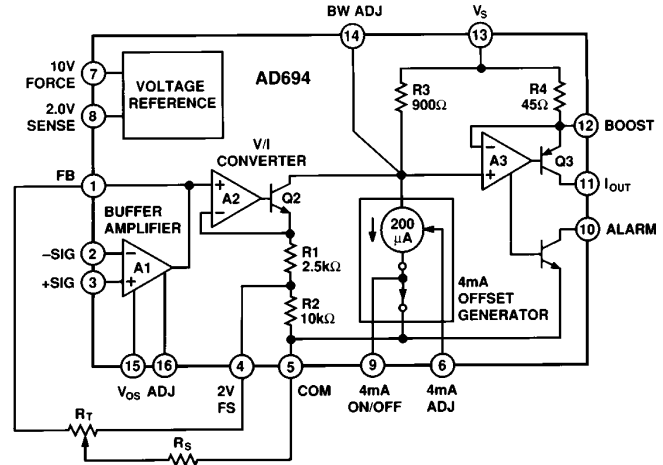 BW ADJ
14
VS
13
10V
FORCE
7
2.0V
SENSE
8
VOLTAGE
REFERENCE
AD694
R3
900Ω
R4
45Ω
12
BOOST
V/I
CONVERTER
FB
1
+
A2
−
Q2
−
A3
+
Q3
11
IOUT
BUFFER
AMPLIFIER
−SIG
2
−
A1
+SIG
3
+
200
µA
10
ALARM
R1
2.5kΩ
4mA
OFFSET
GENERATOR
R2
10kΩ
15
16
4
5
9
6
VOS ADJ
2V
FS
COM
4mA
ON/OFF
4mA
ADJ
RT
RS